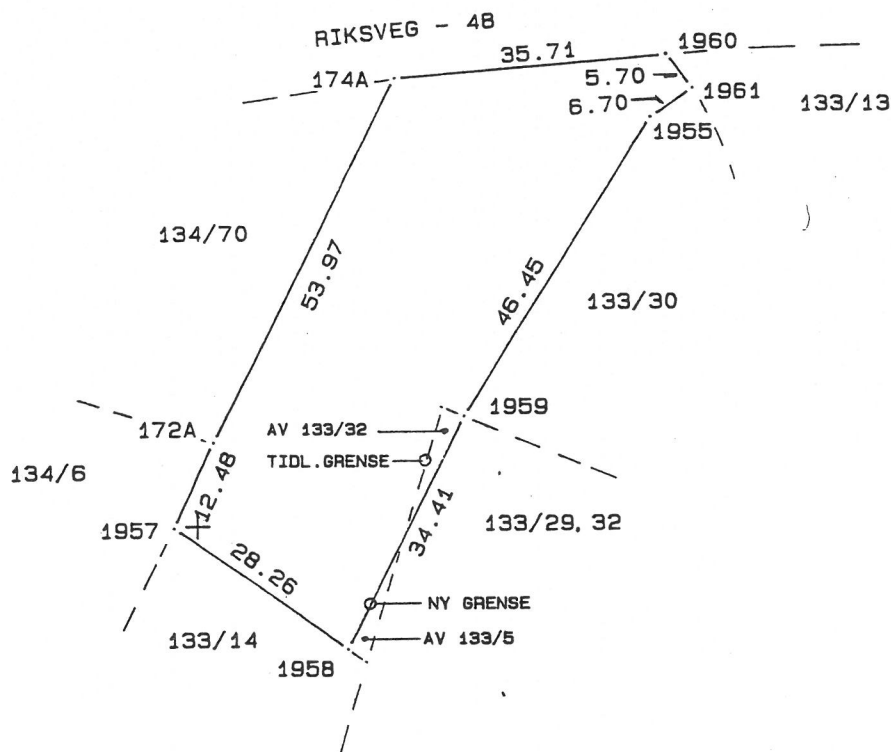 RIKSVEG - 48
35.71
1960
174A
5.70
1961
6.70
133/13
1955
134/70
53.97
46.45
133/30
1959
172A
AV 133/32
TIDL.GRENSE
134/6
12.48
34.41
133/29, 32
1957
28.26
NY GRENSE
133/14
AV 133/5
1958